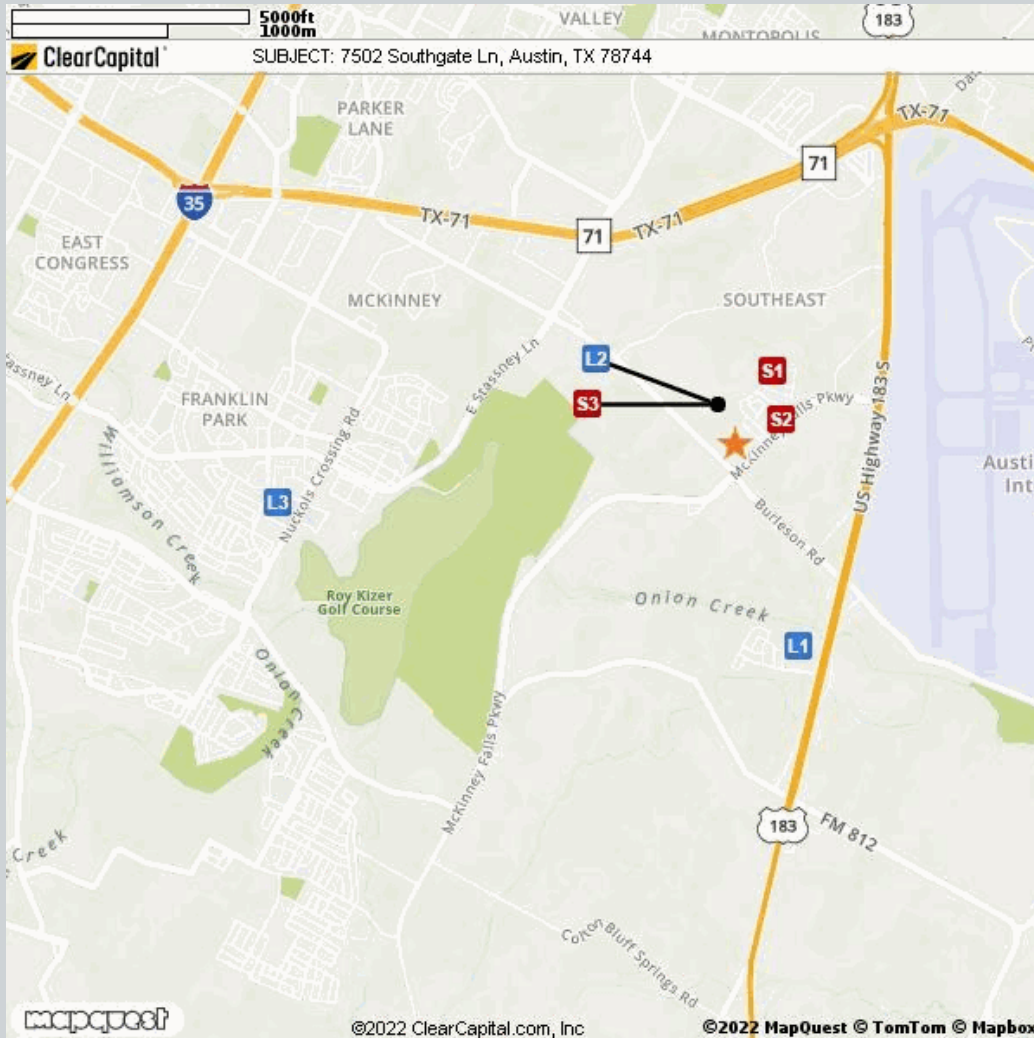 5000ft
1000m
VALLEY
183
MONTOPOLIS
ClearCapital
SUBJECT: 7502 Southgate Ln, Austin, TX 78744
PARKER
LANE
TX-71
71
35
TX-71
71
TX-71
EAST
CONGRESS
MCKINNEY
SOUTHEAST
L2
S1
E Stassney Ln
FRANKLIN
PARK
S3
S2
McKinney Falls Pkwy
US Highway 183 S
Williamson Creek
L3
Nuckols Crossing Rd
Burleson Rd
Roy Kizer
Golf Course
Onion Creek
L1
Onion Creek
McKinney Falls Pkwy
183
FM 812
Creek
Colton Bluff Springs Rd
mapquest
©2022 ClearCapital.com, Inc
©2022 MapQuest © TomTom © Mapbox